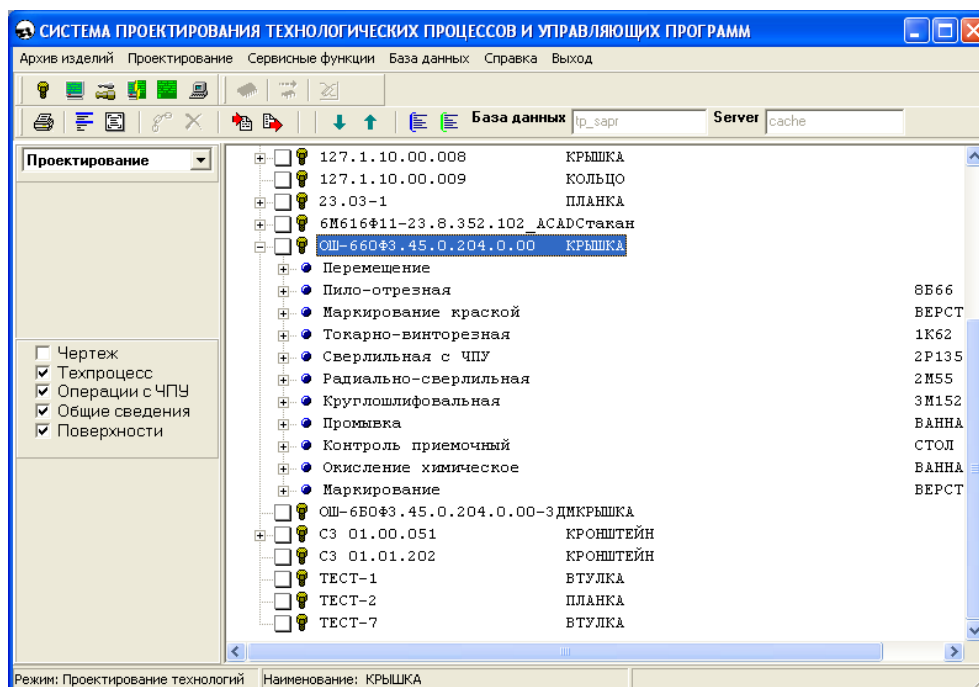 СИСТЕМА ПРОЕКТИРОВАНИЯ ТЕХНОЛОГИЧЕСКИХ ПРОЦЕССОВ И УПРАВЛЯЮЩИХ ПРОГРАММ
Архив изделий Проектирование Сервисные функции База данных Справка Выход
База данных tp_sapr Server cache
Проектирование
127.1.10.00.008 КРЫШКА
127.1.10.00.009 КОЛЬЦО
23.03-1 ПЛАНКА
6М616Ф11-23.8.352.102_ACADСтакан
ОШ-660Ф3.45.0.204.0.00 КРЫШКА
Перемещение
Пило-отрезная 8Б66
Маркирование краской ВЕРСТ
Токарно-винторезная 1К62
Сверлильная с ЧПУ 2Р135
Радиально-сверлильная 2М55
Круглошлифовальная 3М152
Промывка ВАННА
Контроль приемочный СТОЛ
Окисление химическое ВАННА
Маркирование ВЕРСТ
ОШ-6Б0Ф3.45.0.204.0.00-3ДМКРЫШКА
СЗ 01.00.051 КРОНШТЕЙН
СЗ 01.01.202 КРОНШТЕЙН
ТЕСТ-1 ВТУЛКА
ТЕСТ-2 ПЛАНКА
ТЕСТ-7 ВТУЛКА
Чертеж
Техпроцесс
Операции с ЧПУ
Общие сведения
Поверхности
Режим: Проектирование технологий Наименование: КРЫШКА